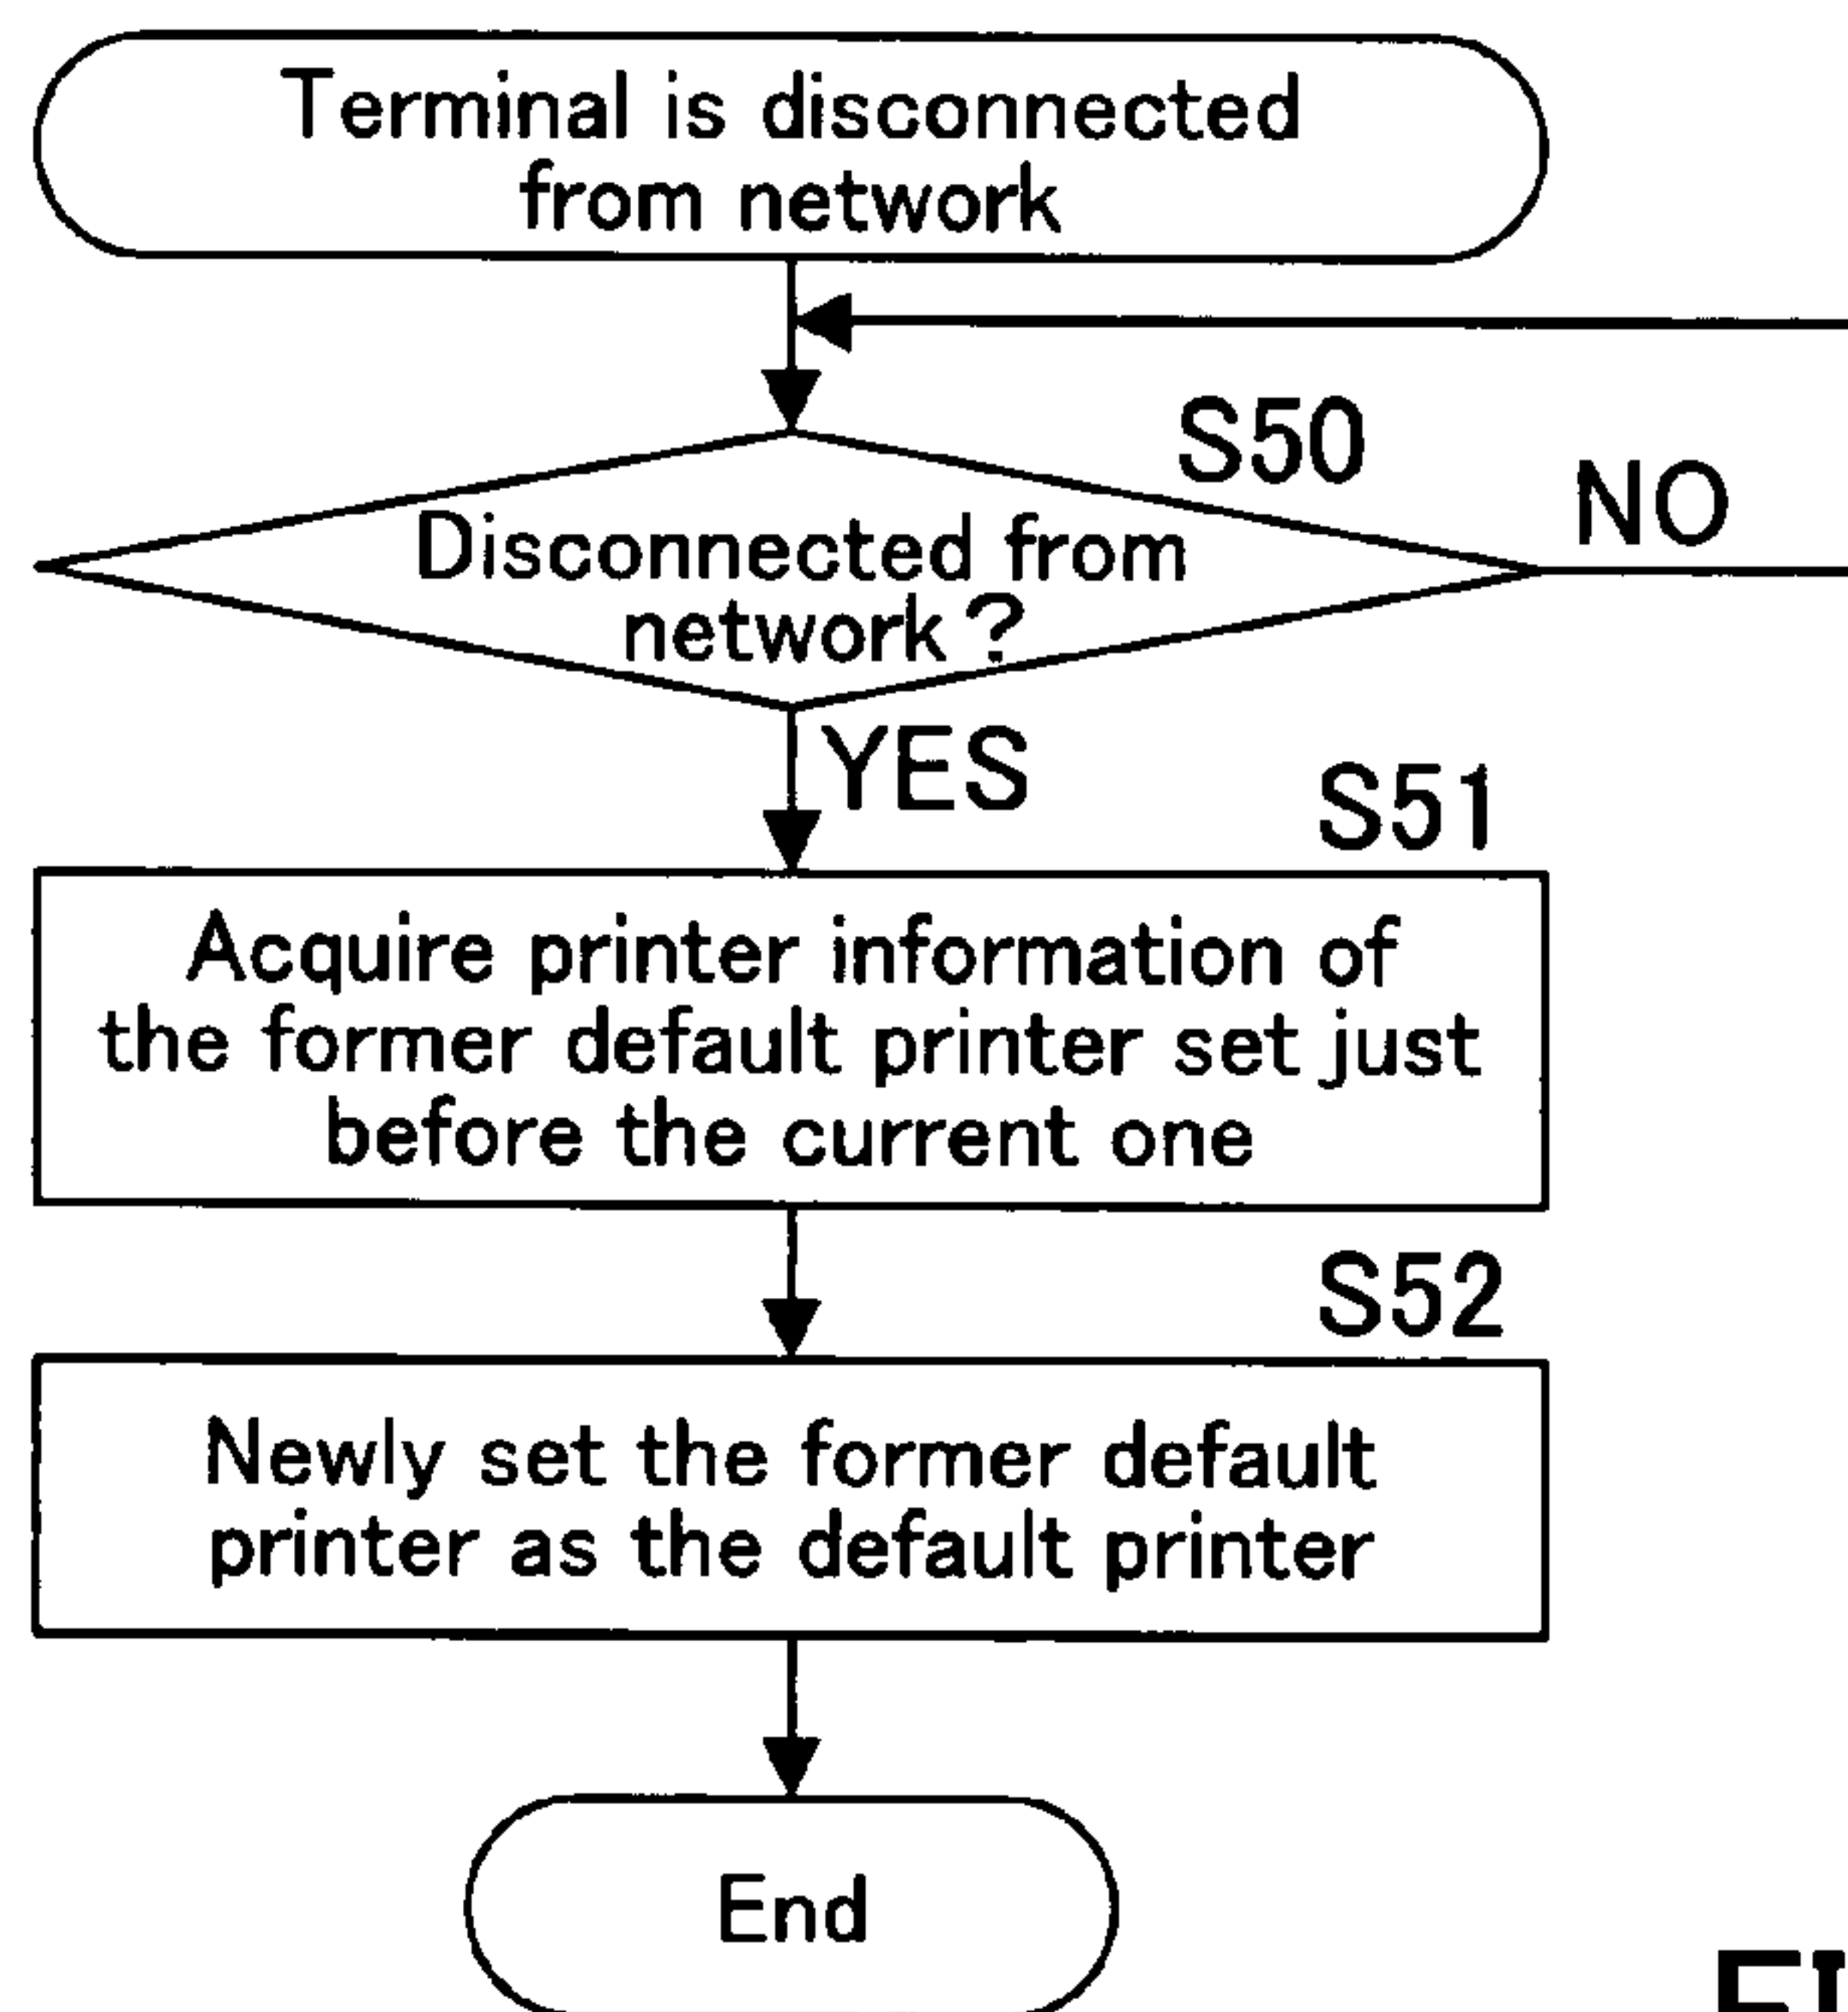 Terminal is disconnected
from network
S50
NO
Disconnected from
network?
YES
S51
Acquire printer information of
the former default printer set just
before the current one
S52
Newly set the former default
printer as the default printer
End